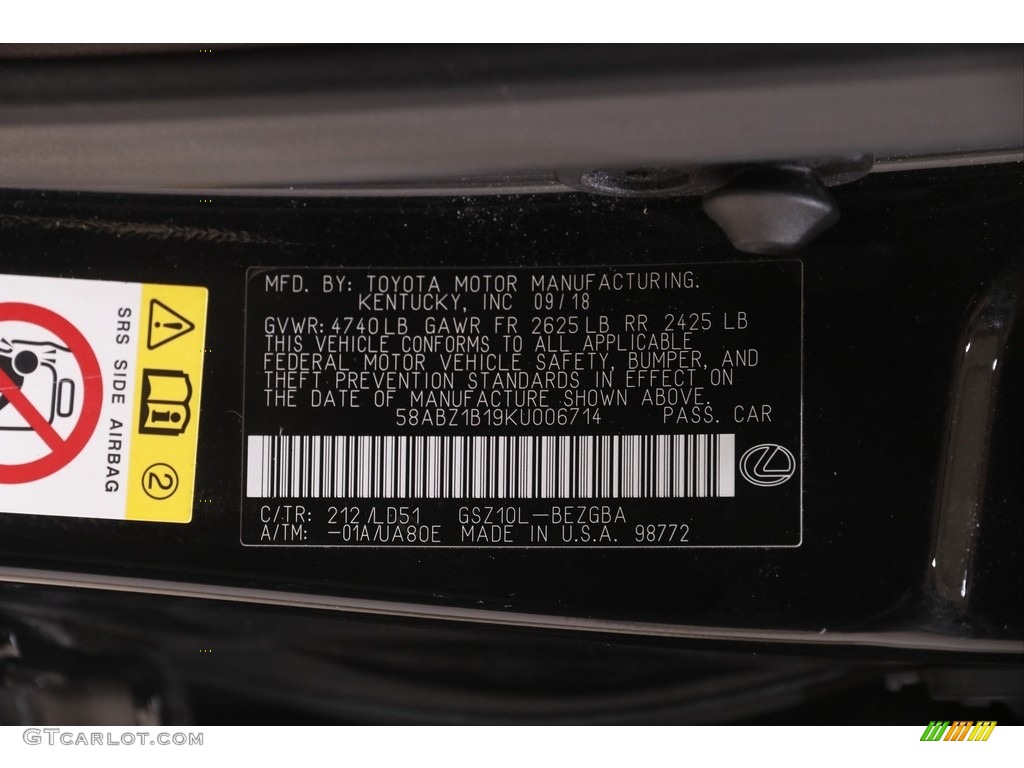 MFD. BY: TOYOTA MOTOR MANUFACTURING.
KENTUCKY, INC 09/18
GVWR: 4740LB GAWR FR 2625 LB RR 2425 LB
THIS VEHICLE CONFORMS TO ALL APPLICABLE
FEDERAL MOTOR VEHICLE SAFETY, BUMPER, AND
THEFT PREVENTION STANDARDS IN EFFECT ON
THE DATE OF MANUFACTURE SHOWN ABOVE.
58ABZ1B19KU006714 PASS. CAR
C/TR: 212 /LD51 GSZ10L-BEZGBA
A/TM: -01A/UA80E MADE IN U.S.A. 98772
SRS SIDE AIRBAG
2
GTCARLOT.COM